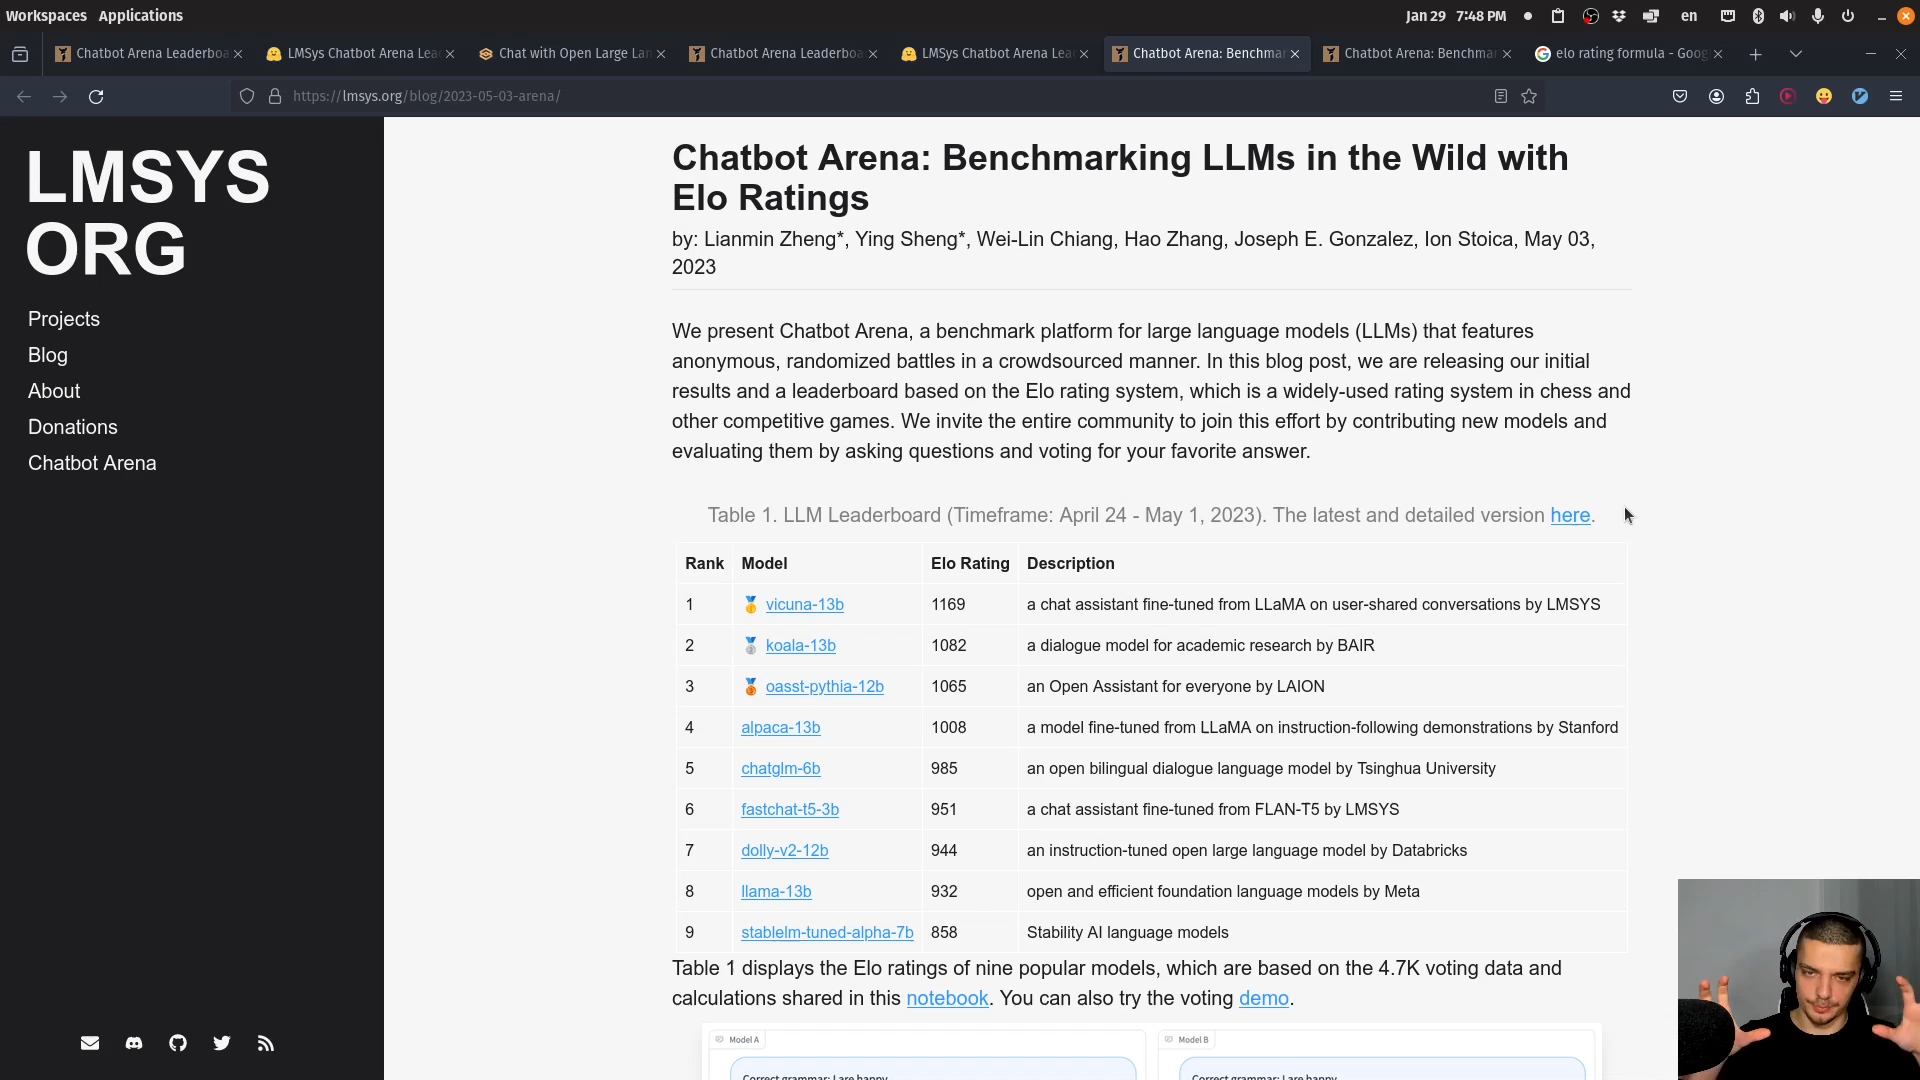 Workspaces Applications
Jan 29 7:48 PM
en
Chatbot Arena Leaderboa
LMSys Chatbot Arena Lea
Chat with Open Large Lan
Chatbot Arena Leaderboa
LMSys Chatbot Arena Lea
Chatbot Arena: Benchmar
Chatbot Arena: Benchmar
elo rating formula - Goog
https://lmsys.org/blog/2023-05-03-arena/
LMSYS
ORG
Projects
Blog
About
Donations
Chatbot Arena
Chatbot Arena: Benchmarking LLMs in the Wild with
Elo Ratings
by: Lianmin Zheng*, Ying Sheng*, Wei-Lin Chiang, Hao Zhang, Joseph E. Gonzalez, Ion Stoica, May 03,
2023
We present Chatbot Arena, a benchmark platform for large language models (LLMs) that features
anonymous, randomized battles in a crowdsourced manner. In this blog post, we are releasing our initial
results and a leaderboard based on the Elo rating system, which is a widely-used rating system in chess and
other competitive games. We invite the entire community to join this effort by contributing new models and
evaluating them by asking questions and voting for your favorite answer.
Table 1. LLM Leaderboard (Timeframe: April 24 - May 1, 2023). The latest and detailed version here.
Rank Model Elo Rating Description
1 🥇 vicuna-13b 1169 a chat assistant fine-tuned from LLaMA on user-shared conversations by LMSYS
2 🥈 koala-13b 1082 a dialogue model for academic research by BAIR
3 🥉 oasst-pythia-12b 1065 an Open Assistant for everyone by LAION
4 alpaca-13b 1008 a model fine-tuned from LLaMA on instruction-following demonstrations by Stanford
5 chatglm-6b 985 an open bilingual dialogue language model by Tsinghua University
6 fastchat-t5-3b 951 a chat assistant fine-tuned from FLAN-T5 by LMSYS
7 dolly-v2-12b 944 an instruction-tuned open large language model by Databricks
8 llama-13b 932 open and efficient foundation language models by Meta
9 stablelm-tuned-alpha-7b 858 Stability AI language models
Table 1 displays the Elo ratings of nine popular models, which are based on the 4.7K voting data and
calculations shared in this notebook. You can also try the voting demo.
Model A
Model B
Correct grammar: I are happy
Correct grammar: I are happy